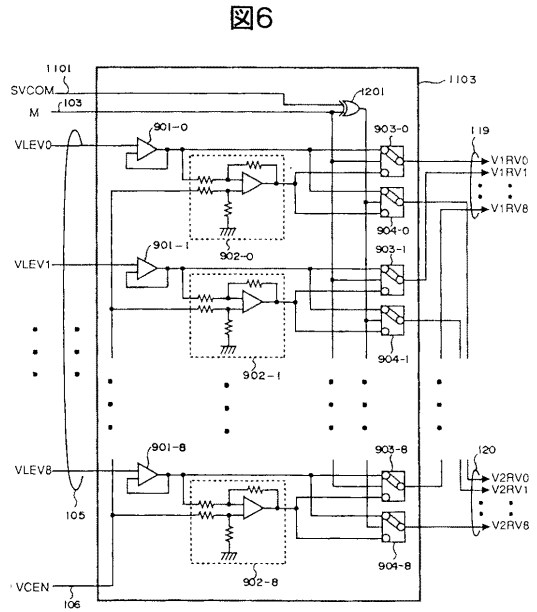 図6
1101
1103
SVCOM
103
1201
M
901-0
903-0
119
VLEV0
V1RV0
V1RV1
V1RV8
904-0
902-0
901-1
903-1
VLEV1
904-1
902-1
901-8
903-8
120
VLEV8
V2RV0
V2RV1
V2RV8
105
904-8
902-8
VCEN
106